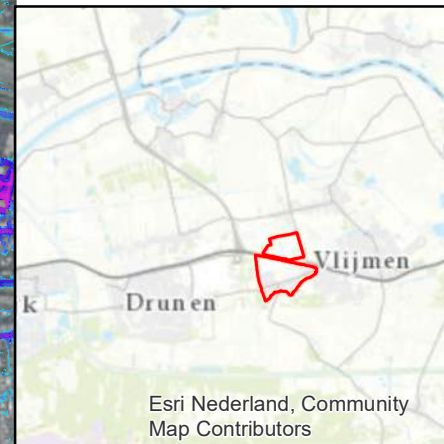 Vlijmen
k
Drunen
Esri Nederland, Community
Map Contributors